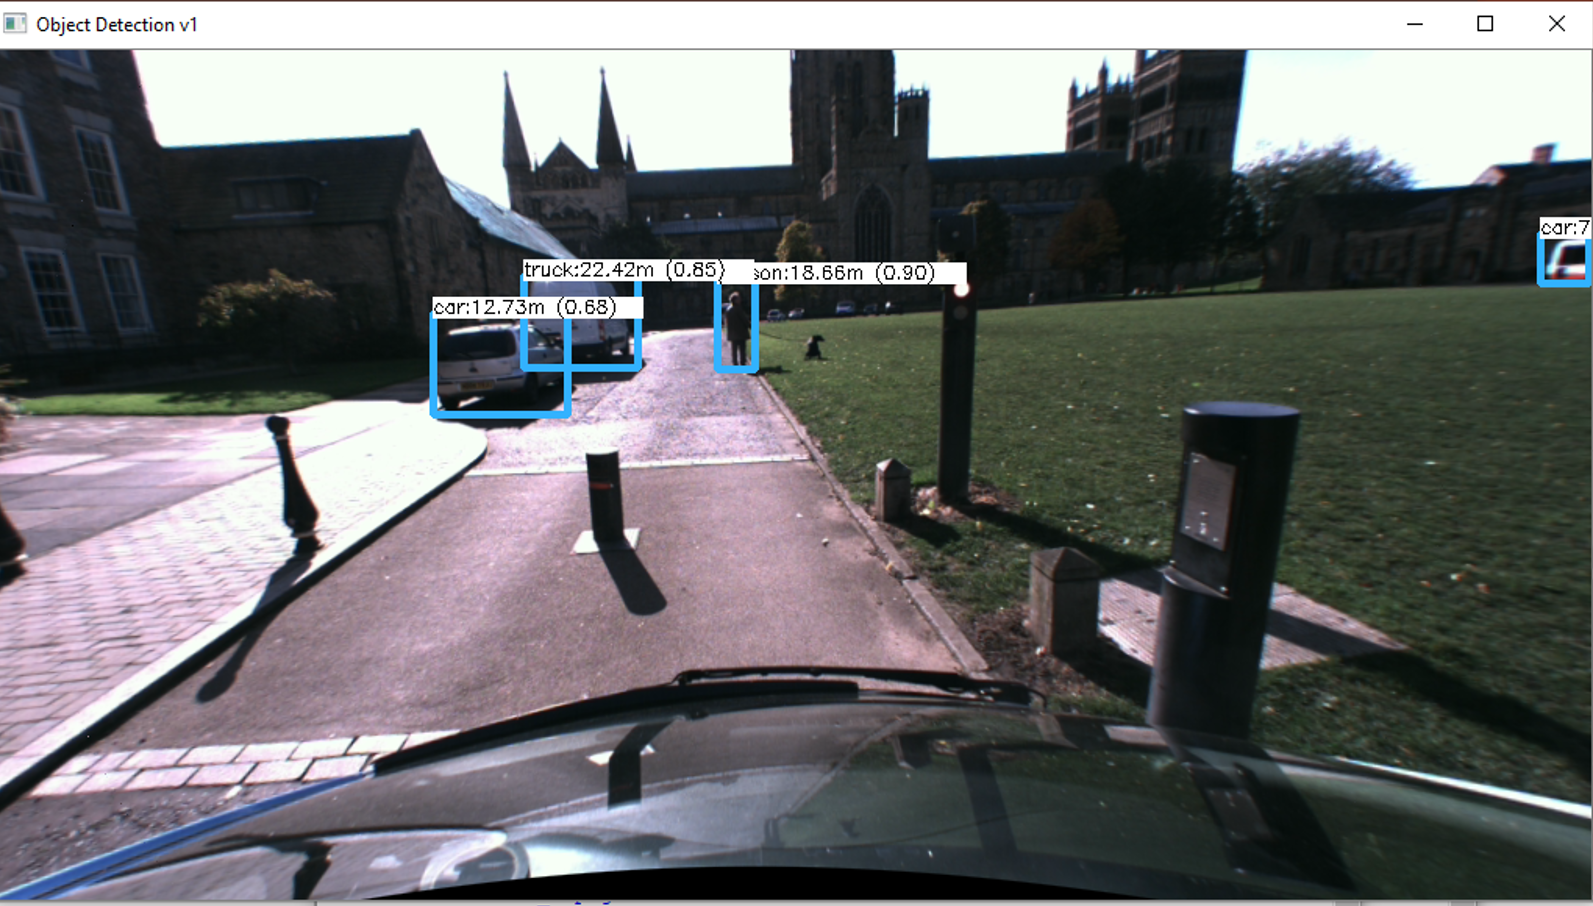 Object Detection v1
car:7
truck:22.42m (0.85)
son:18.66m (0.90)
car:12.73m (0.68)